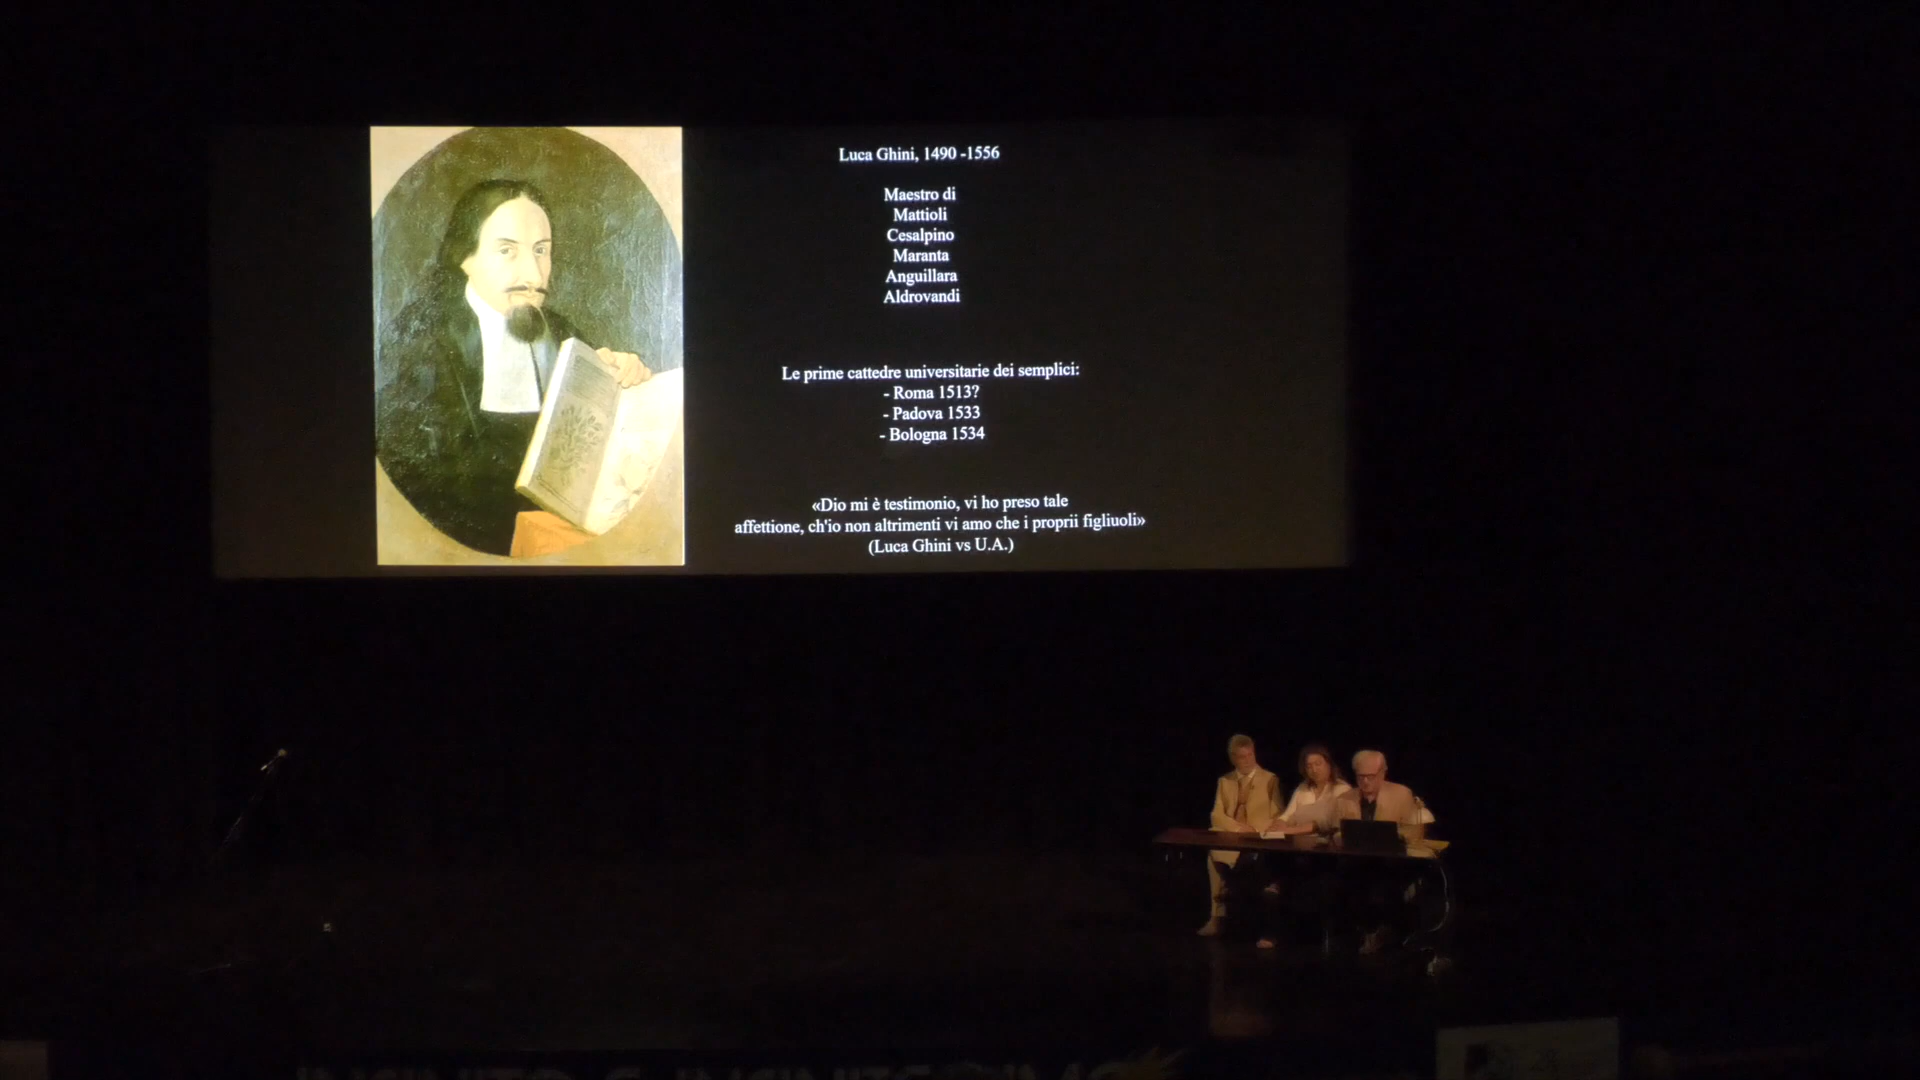 Luca Ghini, 1490 -1556
Maestro di
Mattioli
Cesalpino
Maranta
Anguillara
Aldrovandi
Le prime cattedre universitarie dei semplici:
- Roma 1513?
- Padova 1533
- Bologna 1534
«Dio mi è testimonio, vi ho preso tale
affettione, ch'io non altrimenti vi amo che i proprii figliuoli»
(Luca Ghini vs U.A.)